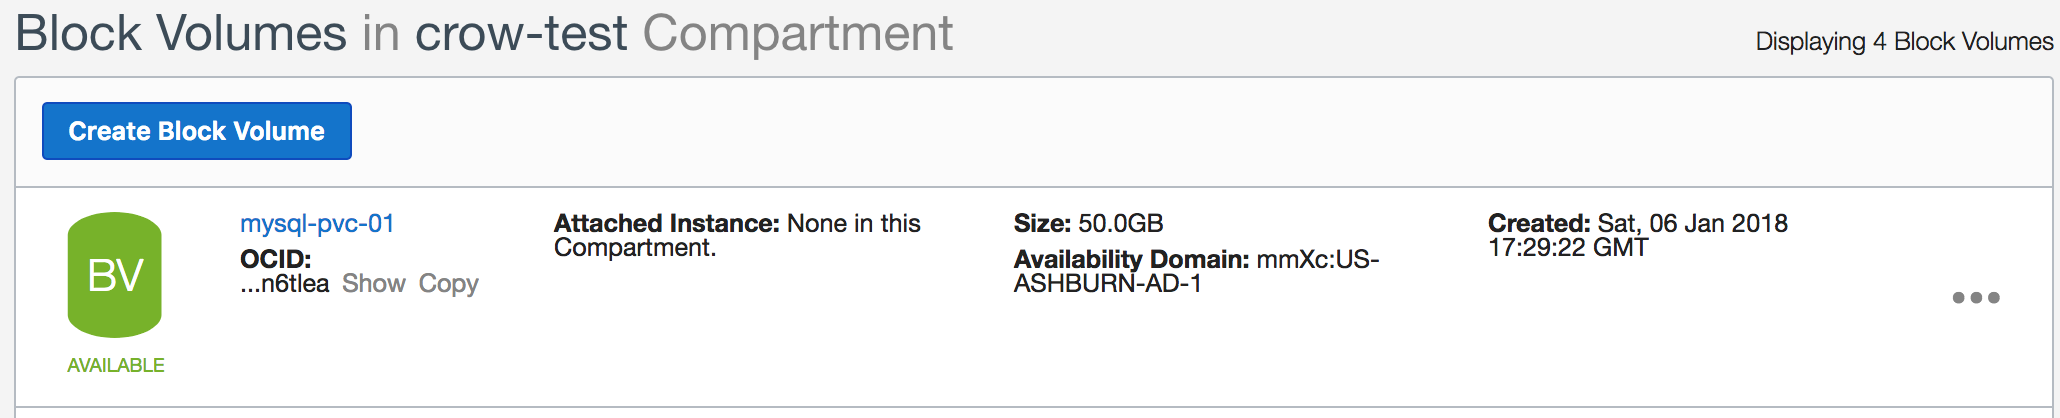 Block Volumes in crow-test Compartment
Displaying 4 Block Volumes
Create Block Volume
BV
AVAILABLE
mysql-pvc-01
OCID:
...n6tlea Show Copy
Attached Instance: None in this
Compartment.
Size: 50.0GB
Availability Domain: mmXc:US-
ASHBURN-AD-1
Created: Sat, 06 Jan 2018
17:29:22 GMT